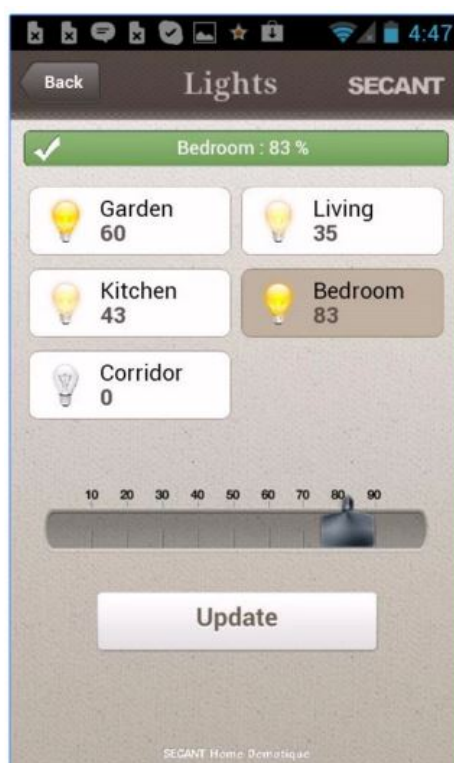 4:47
Back
Lights
SECANT
Bedroom : 83 %
Garden
60
Living
35
Kitchen
43
Bedroom
83
Corridor
0
10 20 30 40 50 60 70 80 90
Update
SECANT Home Domatique